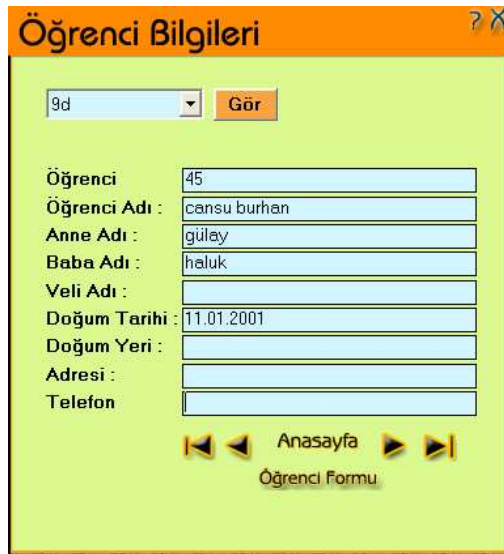 Öğrenci Bilgileri ? X
9d Gör
Öğrenci 45
Öğrenci Adı : cansu burhan
Anne Adı : gülay
Baba Adı : haluk
Veli Adı :
Doğum Tarihi : 11.01.2001
Doğum Yeri :
Adresi :
Telefon
Anasayfa
Öğrenci Formu